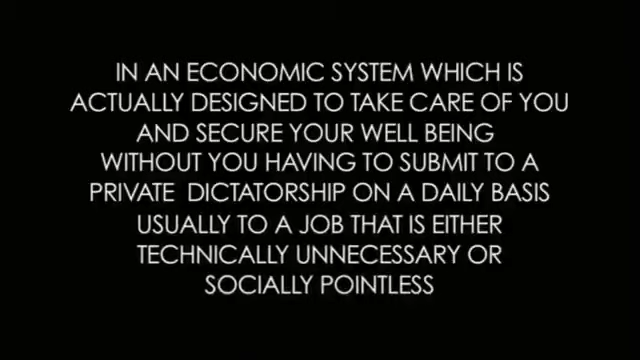 IN AN ECONOMIC SYSTEM WHICH IS
ACTUALLY DESIGNED TO TAKE CARE OF YOU
AND SECURE YOUR WELL BEING
WITHOUT YOU HAVING TO SUBMIT TO A
PRIVATE DICTATORSHIP ON A DAILY BASIS
USUALLY TO A JOB THAT IS EITHER
TECHNICALLY UNNECESSARY OR
SOCIALLY POINTLESS